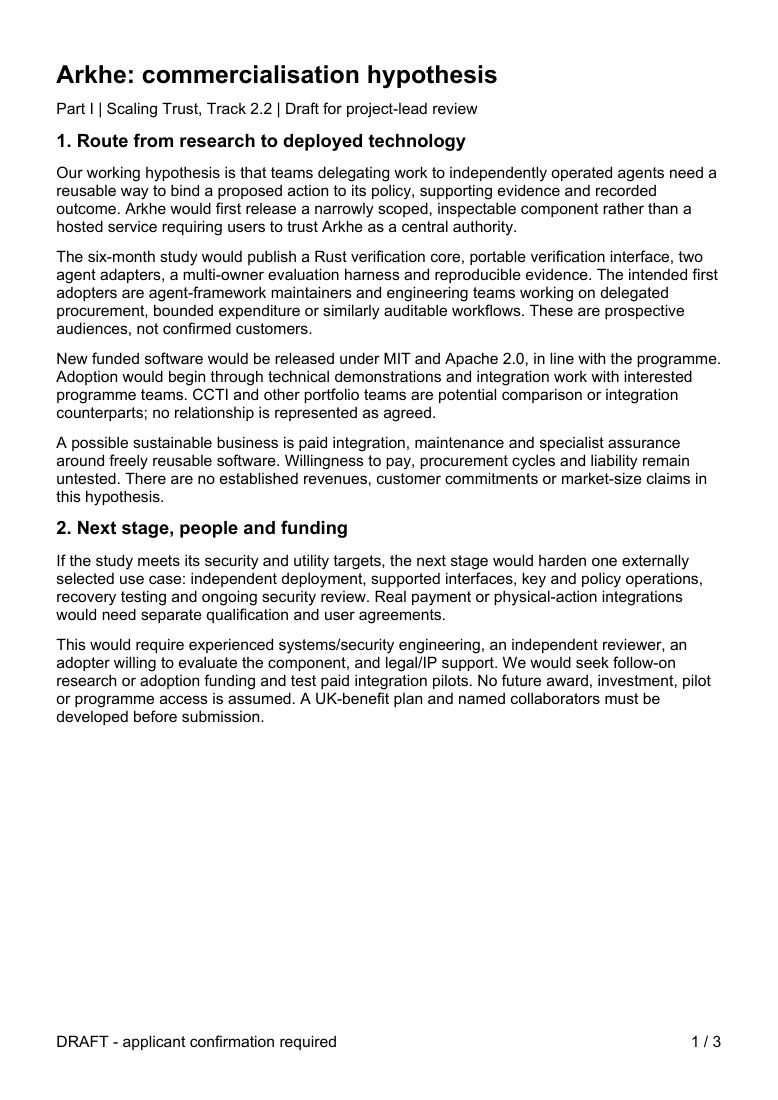 Arkhe: commercialisation hypothesis
Part I | Scaling Trust, Track 2.2 | Draft for project-lead review
1. Route from research to deployed technology
Our working hypothesis is that teams delegating work to independently operated agents need a
reusable way to bind a proposed action to its policy, supporting evidence and recorded
outcome. Arkhe would first release a narrowly scoped, inspectable component rather than a
hosted service requiring users to trust Arkhe as a central authority.
The six-month study would publish a Rust verification core, portable verification interface, two
agent adapters, a multi-owner evaluation harness and reproducible evidence. The intended first
adopters are agent-framework maintainers and engineering teams working on delegated
procurement, bounded expenditure or similarly auditable workflows. These are prospective
audiences, not confirmed customers.
New funded software would be released under MIT and Apache 2.0, in line with the programme.
Adoption would begin through technical demonstrations and integration work with interested
programme teams. CCTI and other portfolio teams are potential comparison or integration
counterparts; no relationship is represented as agreed.
A possible sustainable business is paid integration, maintenance and specialist assurance
around freely reusable software. Willingness to pay, procurement cycles and liability remain
untested. There are no established revenues, customer commitments or market-size claims in
this hypothesis.
2. Next stage, people and funding
If the study meets its security and utility targets, the next stage would harden one externally
selected use case: independent deployment, supported interfaces, key and policy operations,
recovery testing and ongoing security review. Real payment or physical-action integrations
would need separate qualification and user agreements.
This would require experienced systems/security engineering, an independent reviewer, an
adopter willing to evaluate the component, and legal/IP support. We would seek follow-on
research or adoption funding and test paid integration pilots. No future award, investment, pilot
or programme access is assumed. A UK-benefit plan and named collaborators must be
developed before submission.
DRAFT - applicant confirmation required
1 / 3